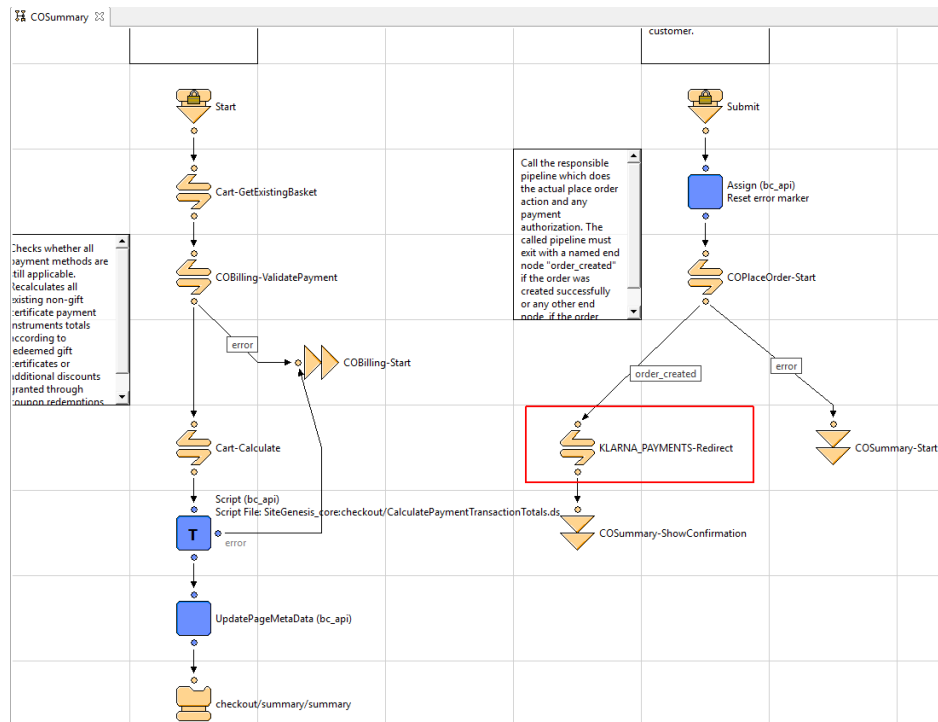 COSummary
customer.
Start
Submit
Call the responsible
pipeline which does
the actual place order
action and any
payment
authorization. The
called pipeline must
exit with a named end
node "order_created"
if the order was
created successfully
or any other end
node, if the order
Assign (bc_api)
Reset error marker
Cart-GetExistingBasket
Checks whether all
payment methods are
still applicable.
Recalculates all
existing non-gift
certificate payment
instruments totals
according to
redeemed gift
certificates or
additional discounts
granted through
coupon redemptions
COBilling-ValidatePayment
COPlaceOrder-Start
error
COBilling-Start
order_created
error
Cart-Calculate
KLARNA_PAYMENTS-Redirect
COSummary-Start
Script (bc_api)
Script File: SiteGenesis_core:checkout/CalculatePaymentTransactionTotals.ds
T
error
COSummary-ShowConfirmation
UpdatePageMetaData (bc_api)
checkout/summary/summary